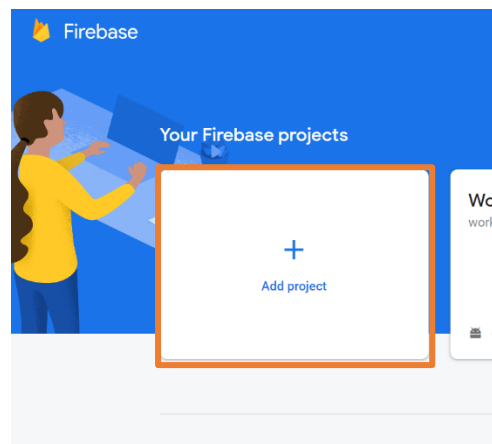 Firebase
Your Firebase projects
Add project
Wo
work